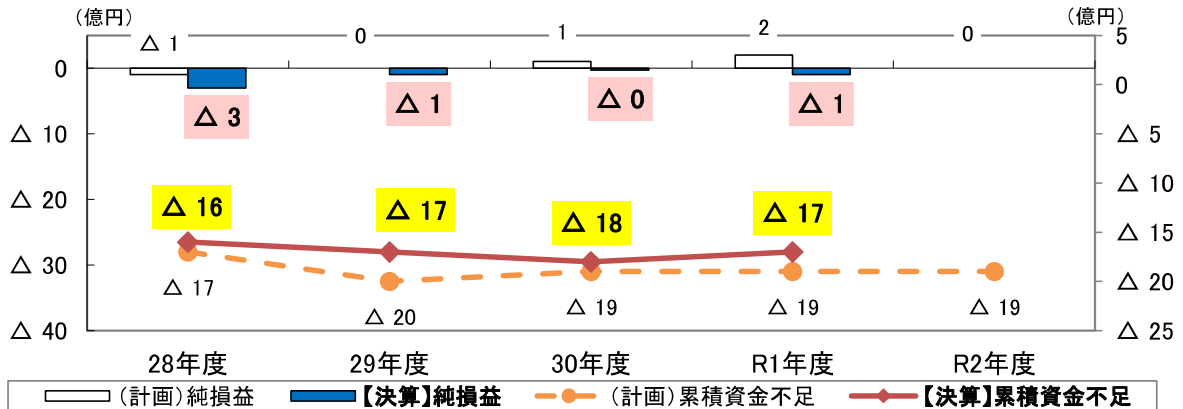 （億円） （億円）
△ 1 0 1 2 0
5
0
△ 10
△ 20
△ 30
△ 40
0
△ 5
△ 10
△ 15
△ 20
△ 25
△ 3 △ 1 △ 0 △ 1
△ 16 △ 17 △ 18 △ 17
△ 17 △ 20 △ 19 △ 19 △ 19
28年度 29年度 30年度 R1年度 R2年度
（計画）純損益 【決算】純損益 （計画）累積資金不足 【決算】累積資金不足